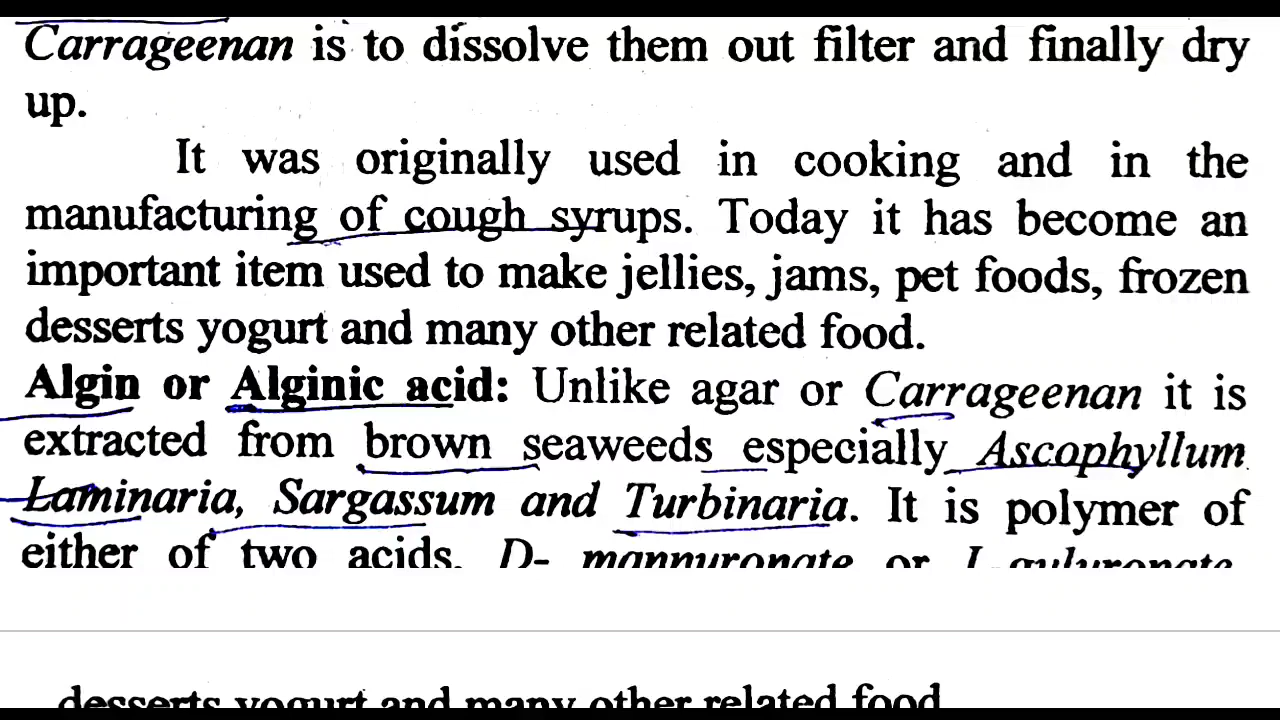 Carrageenan is to dissolve them out filter and finally dry
up.
It was originally used in cooking and in the
manufacturing of cough syrups. Today it has become an
important item used to make jellies, jams, pet foods, frozen
desserts yogurt and many other related food.
Algin or Alginic acid: Unlike agar or Carrageenan it is
extracted from brown seaweeds especially Ascophyllum
Laminaria, Sargassum and Turbinaria. It is polymer of
either of two acids. D- mannuronate or L-guluronate
desserts yogurt and many other related food